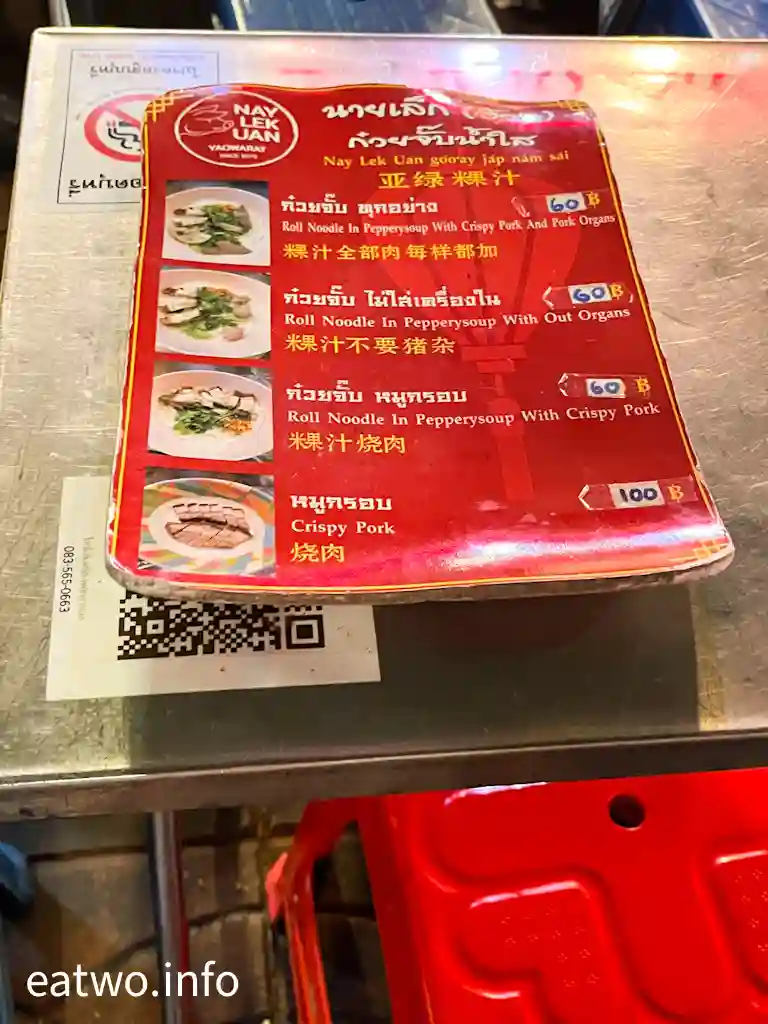 NAY
LEK
UAN
YAOWARAT
SINCE 1970
นายเล็ก
ก๋วยจั๊บน้ำใส
Nay Lek Uan góo:ay jáp nám sái
亚绿粿汁
ก๋วยจั๊บ ทุกอย่าง 60 ฿
Roll Noodle In Pepperysoup With Crispy Pork And Pork Organs
粿汁全部肉每样都加
ก๋วยจั๊บ ไม่ใส่เครื่องใน 60 ฿
Roll Noodle In Pepperysoup With Out Organs
粿汁不要猪杂
ก๋วยจั๊บ หมูกรอบ 60 ฿
Roll Noodle In Pepperysoup With Crispy Pork
粿汁烧肉
หมูกรอบ 100 ฿
Crispy Pork
烧肉
083-565-0663
eatwo.info